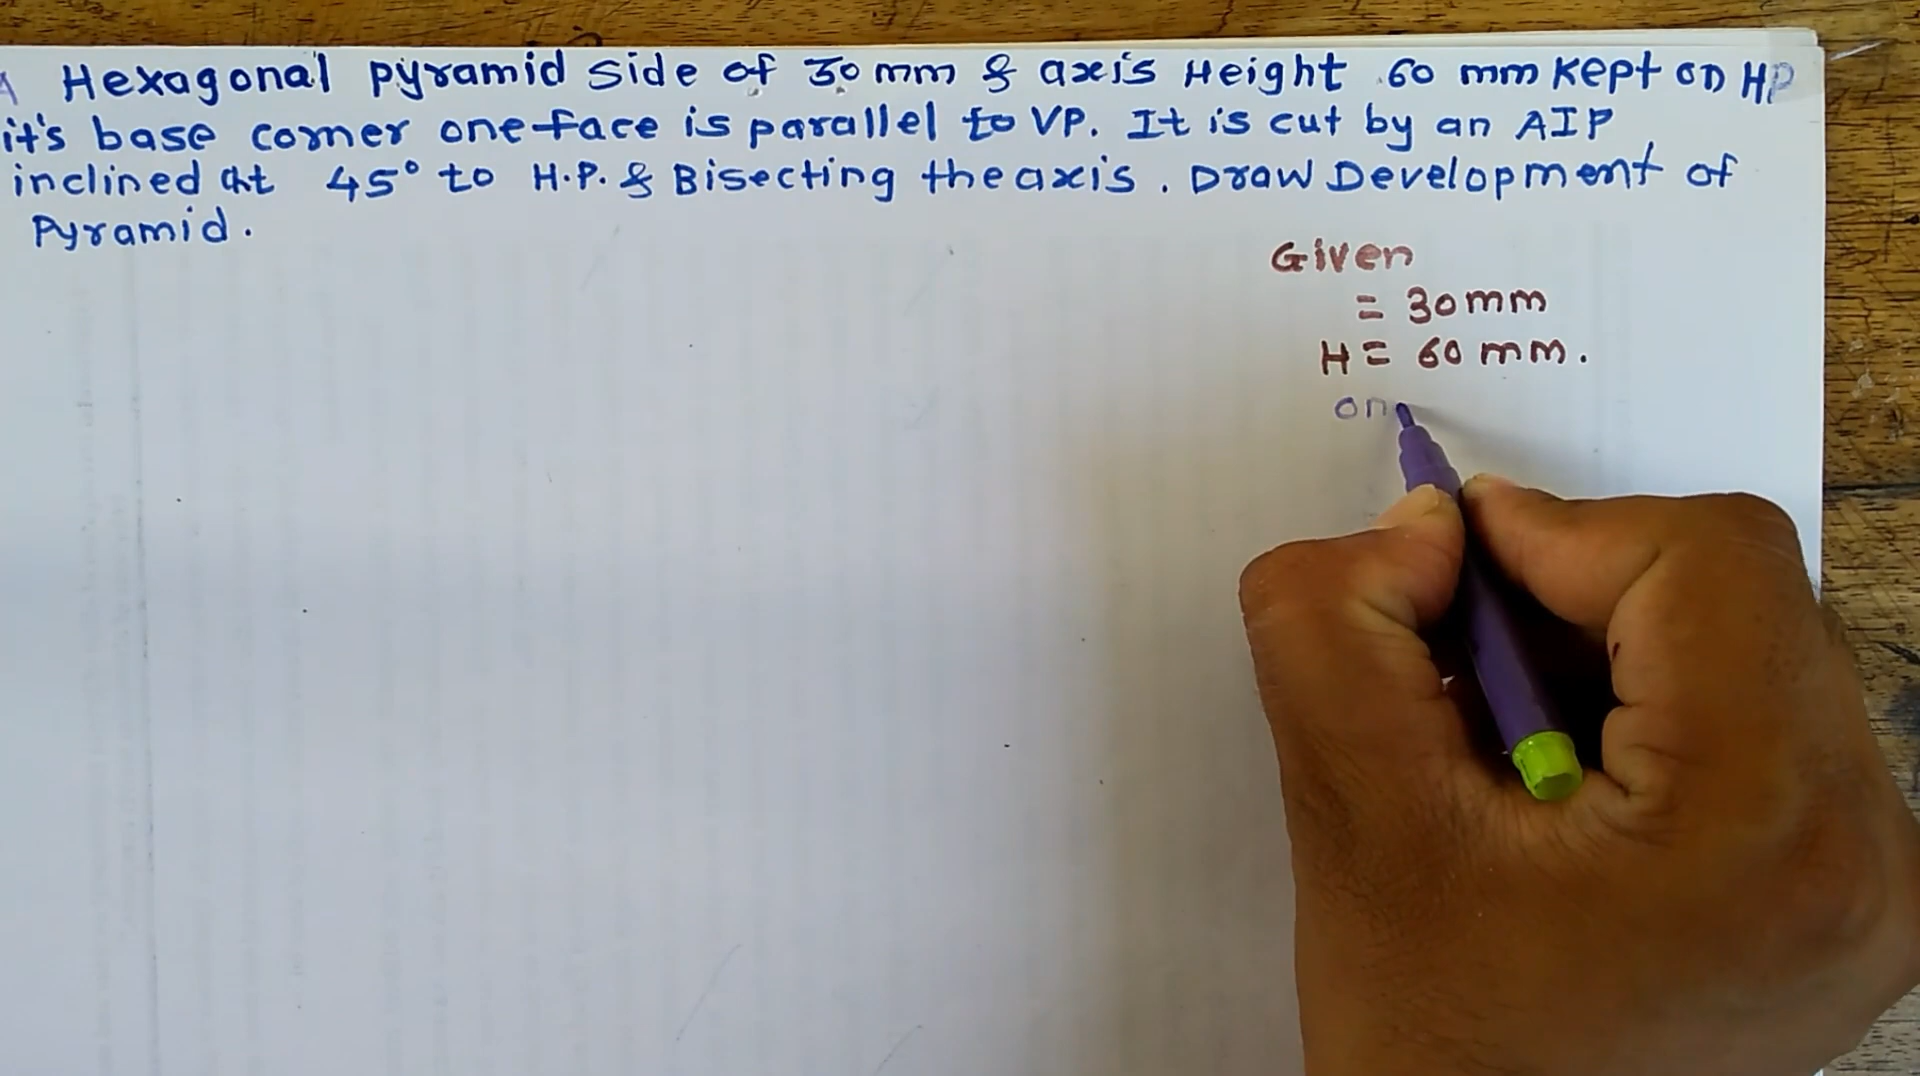 A Hexagonal pyramid side of 30 mm & axis Height 60 mm kept on HP
it's base corner one face is parallel to VP. It is cut by an AIP
inclined at 45° to H.P. & Bisecting the axis. Draw Development of
Pyramid.
Given
= 30 mm
H = 60 mm.
on